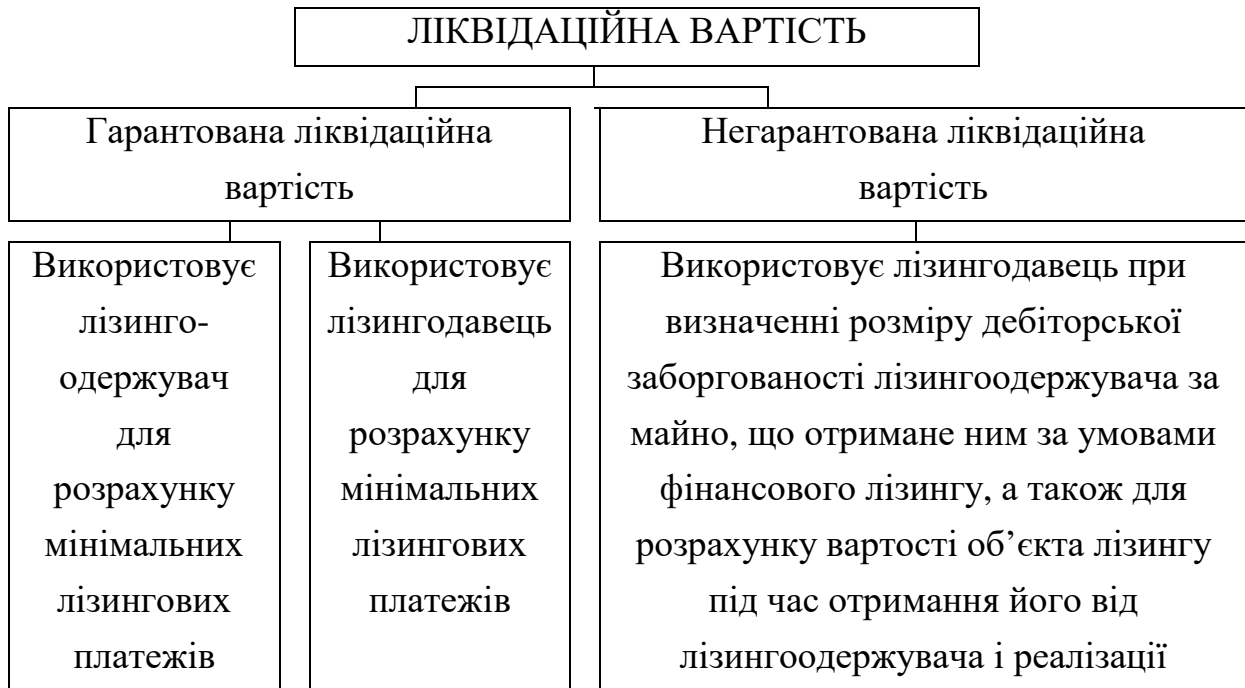 ЛІКВІДАЦІЙНА ВАРТІСТЬ
Гарантована ліквідаційна
вартість
Негарантована ліквідаційна
вартість
Використовує
лізинго-
одержувач
для
розрахунку
мінімальних
лізингових
платежів
Використовує
лізингодавець
для
розрахунку
мінімальних
лізингових
платежів
Використовує лізингодавець при
визначенні розміру дебіторської
заборгованості лізингоодержувача за
майно, що отримане ним за умовами
фінансового лізингу, а також для
розрахунку вартості об’єкта лізингу
під час отримання його від
лізингоодержувача і реалізації